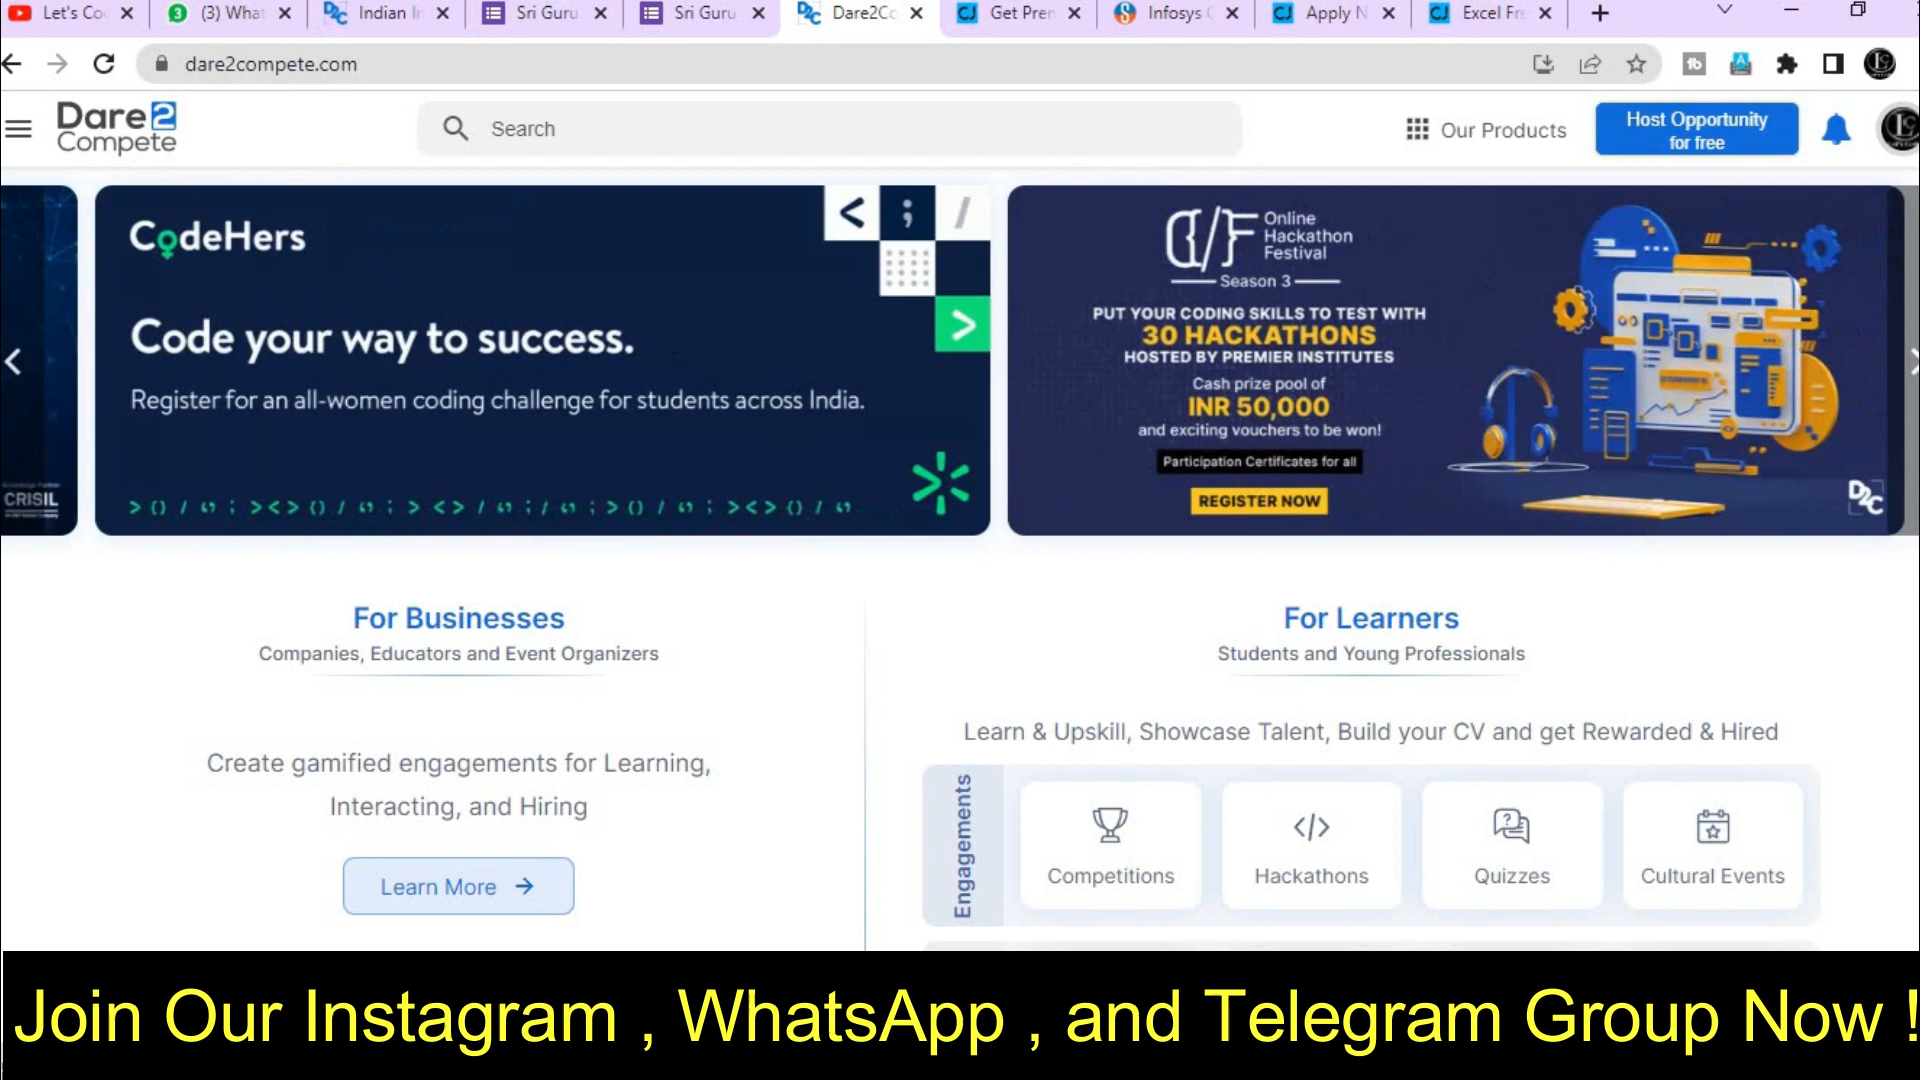 Let's Co
(3) What
Indian In
Sri Guru
Sri Guru
Dare2Co
Get Prem
Infosys
Apply N
Excel Fre
dare2compete.com
Dare2
Compete
Search
Our Products
Host Opportunity
for free
CRISIL
CodeHers
Code your way to success.
Register for an all-women coding challenge for students across India.
Online
Hackathon
Festival
Season 3
PUT YOUR CODING SKILLS TO TEST WITH
30 HACKATHONS
HOSTED BY PREMIER INSTITUTES
Cash prize pool of
INR 50,000
and exciting vouchers to be won!
Participation Certificates for all
REGISTER NOW
D2C
For Businesses
Companies, Educators and Event Organizers
Create gamified engagements for Learning,
Interacting, and Hiring
Learn More
For Learners
Students and Young Professionals
Learn & Upskill, Showcase Talent, Build your CV and get Rewarded & Hired
Engagements
Competitions
Hackathons
Quizzes
Cultural Events
Join Our Instagram , WhatsApp , and Telegram Group Now !